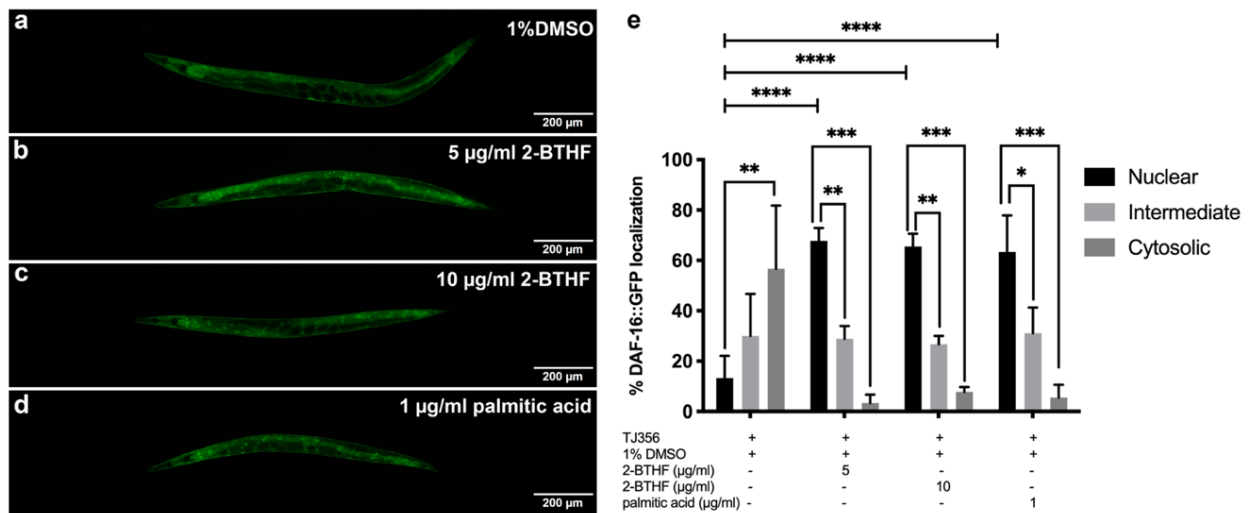 a
1%DMSO
200 µm
b
5 µg/ml 2-BTHF
200 µm
c
10 µg/ml 2-BTHF
200 µm
d
1 µg/ml palmitic acid
200 µm
e
****
****
****
*** *** ***
** ** ** *
% DAF-16::GFP localization
100
80
60
40
20
0
Nuclear
Intermediate
Cytosolic
TJ356 + + + +
1% DMSO + + + +
2-BTHF (µg/ml) - 5 - -
2-BTHF (µg/ml) - - 10 -
palmitic acid (µg/ml) - - - 1